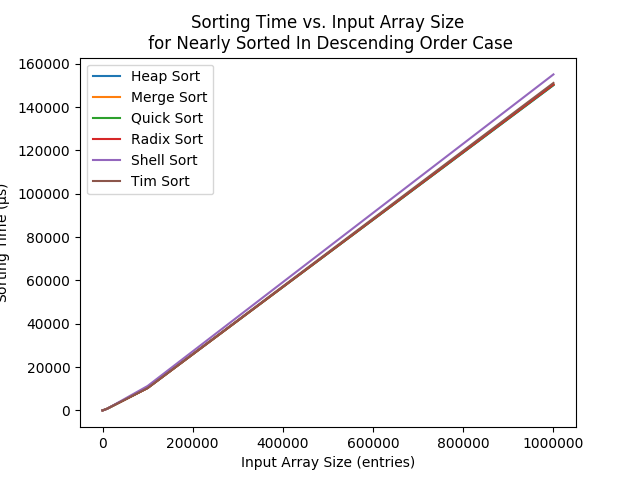 Sorting Time vs. Input Array Size
for Nearly Sorted In Descending Order Case
160000
140000
120000
100000
80000
60000
40000
20000
0
Sorting Time (µs)
Heap Sort
Merge Sort
Quick Sort
Radix Sort
Shell Sort
Tim Sort
0 200000 400000 600000 800000 1000000
Input Array Size (entries)